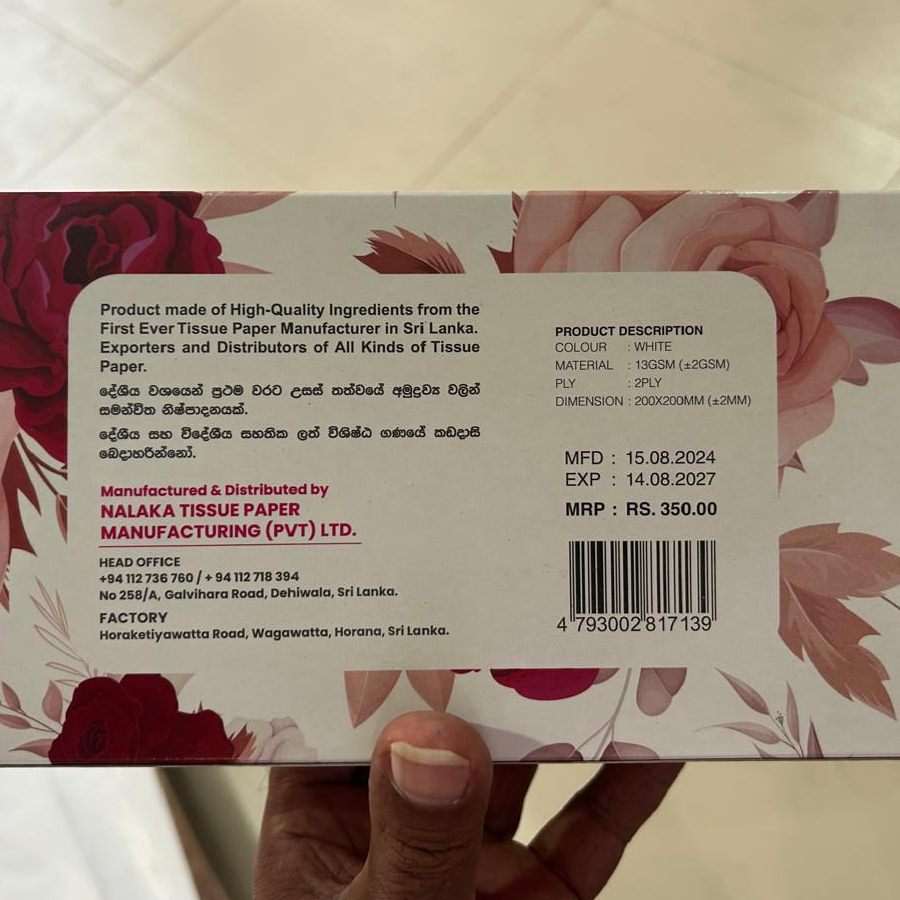 Product made of High-Quality Ingredients from the
First Ever Tissue Paper Manufacturer in Sri Lanka.
Exporters and Distributors of All Kinds of Tissue
Paper.
දේශීය වශයෙන් ප්‍රථම වරට උසස් තත්වයේ අමුද්‍රව්‍ය වලින්
සමන්විත නිෂ්පාදනයක්.
දේශීය සහ විදේශීය සහතික ලත් විශිෂ්ඨ ගණයේ කඩදාසි
බෙදාහරින්නෝ.
Manufactured & Distributed by
NALAKA TISSUE PAPER
MANUFACTURING (PVT) LTD.
HEAD OFFICE
+94 112 736 760 / + 94 112 718 394
No 258/A, Galvihara Road, Dehiwala, Sri Lanka.
FACTORY
Horaketiyawatta Road, Wagawatta, Horana, Sri Lanka.
PRODUCT DESCRIPTION
COLOUR : WHITE
MATERIAL : 13GSM (±2GSM)
PLY : 2PLY
DIMENSION : 200X200MM (±2MM)
MFD : 15.08.2024
EXP : 14.08.2027
MRP : RS. 350.00
4 793002 817139